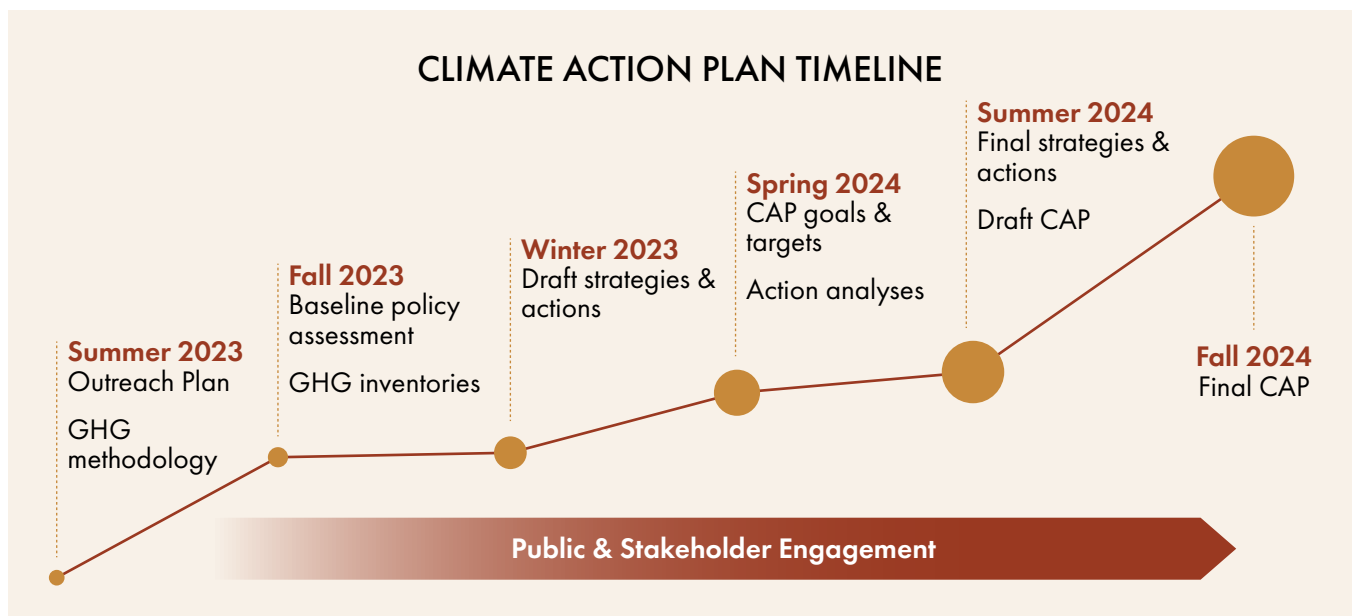 CLIMATE ACTION PLAN TIMELINE
Summer 2023
Outreach Plan
GHG
methodology
Fall 2023
Baseline policy
assessment
GHG inventories
Winter 2023
Draft strategies &
actions
Spring 2024
CAP goals &
targets
Action analyses
Summer 2024
Final strategies &
actions
Draft CAP
Fall 2024
Final CAP
Public & Stakeholder Engagement